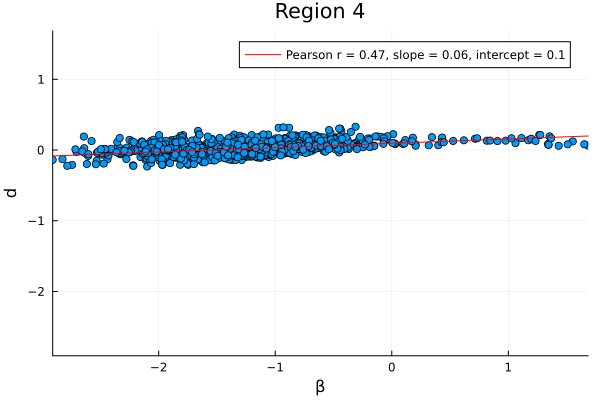 Region 4
Pearson r = 0.47, slope = 0.06, intercept = 0.1
1
0
−1
−2
d
−2
−1
0
1
β